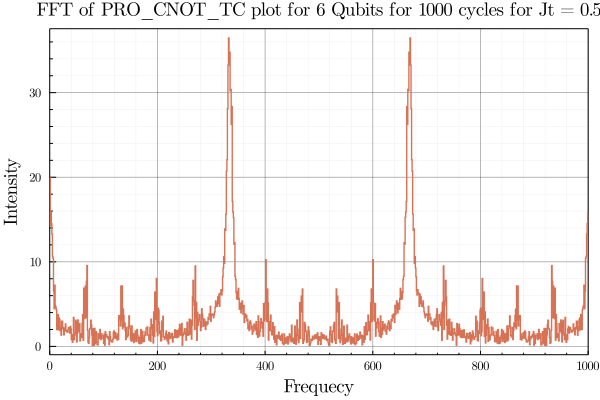 FFT of PRO_CNOT_TC plot for 6 Qubits for 1000 cycles for Jt = 0.5
Intensity
30
20
10
0
0 200 400 600 800 1000
Frequecy